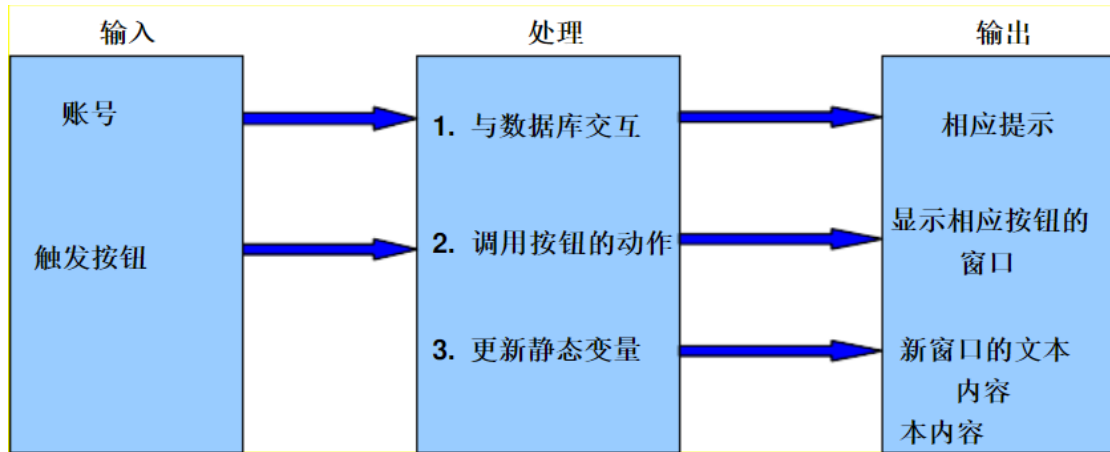 输入
处理
输出
账号
1. 与数据库交互
相应提示
触发按钮
2. 调用按钮的动作
显示相应按钮的
窗口
3. 更新静态变量
新窗口的文本
内容
本内容